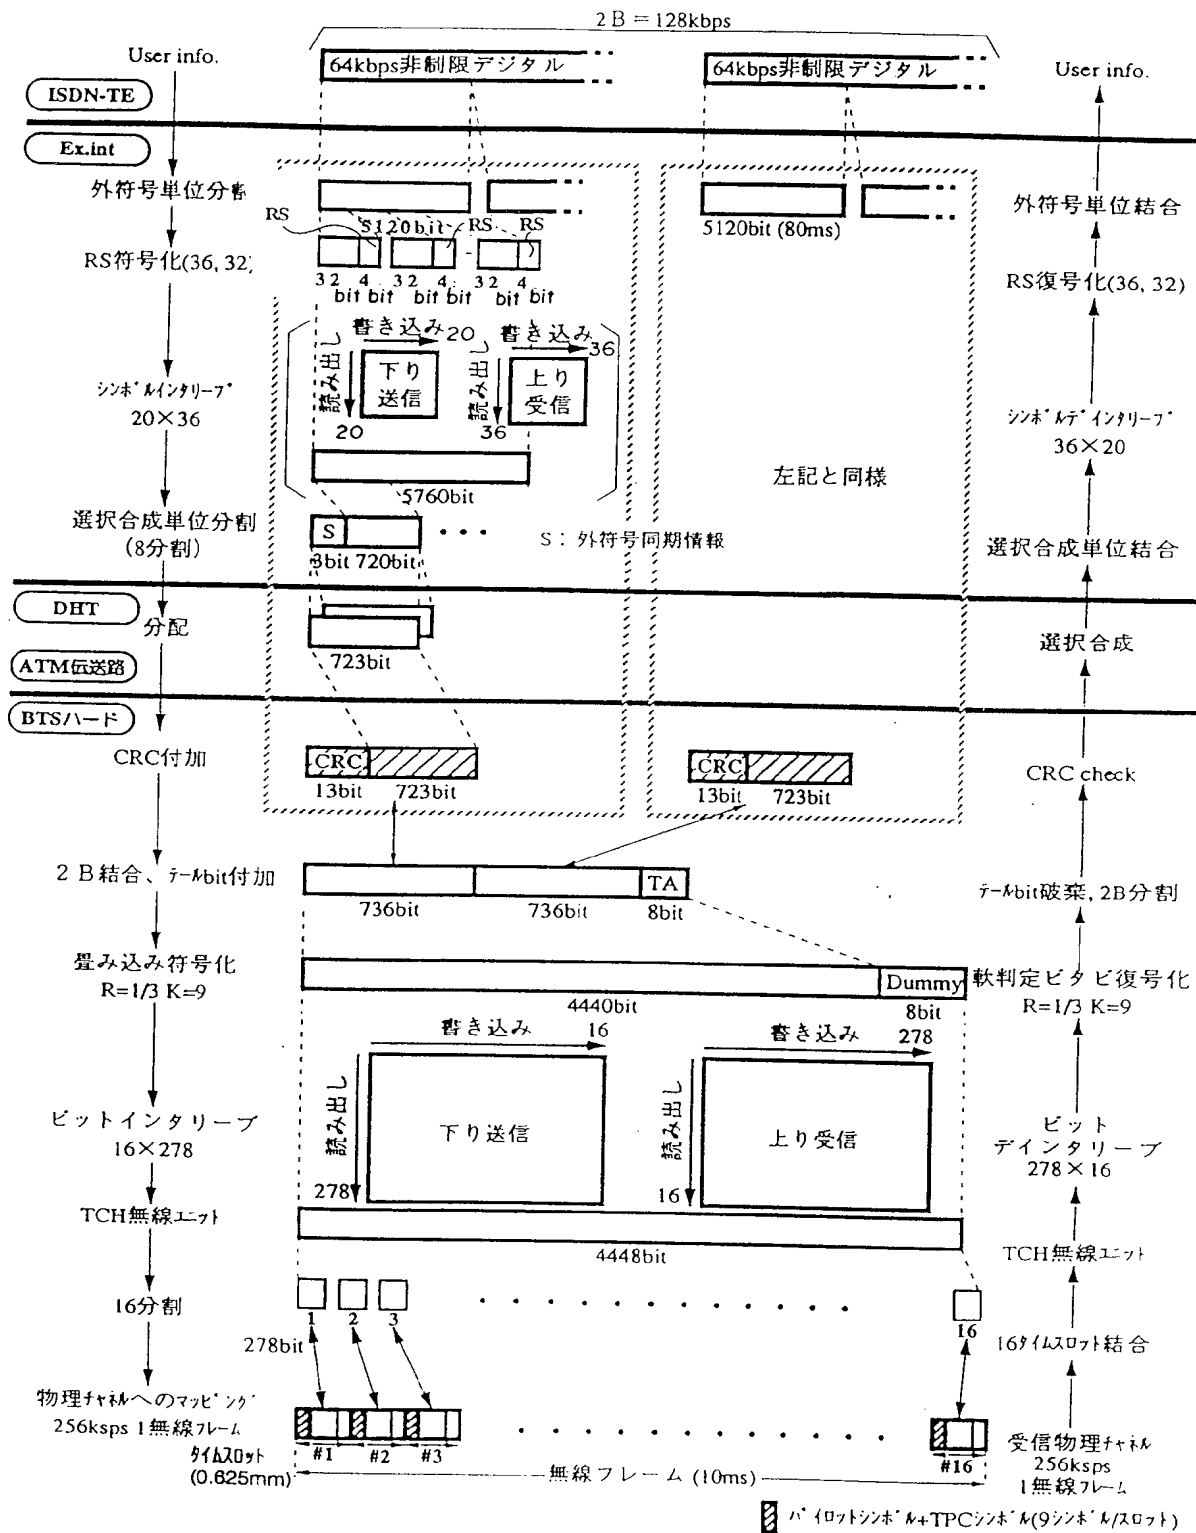 2B＝128kbps
User info.
64kbps非制限デジタル
64kbps非制限デジタル
User info.
ISDN-TE
Ex.int
外符号単位分割
5120bit
5120bit (80ms)
外符号単位結合
RS
RS
RS
RS符号化(36, 32)
32 4 32 4 32 4
bit bit bit bit bit bit
RS復号化(36, 32)
書き込み 20
書き込み 36
読み出し
下り
送信
読み出し
上り
受信
20
36
シンボルインタリーブ
20×36
シンボルデインタリーブ
36×20
5760bit
左記と同様
選択合成単位分割
(8分割)
S
3bit 720bit
S：外符号同期情報
選択合成単位結合
DHT
分配
723bit
選択合成
ATM伝送路
BTSハード
CRC付加
CRC
13bit 723bit
CRC
13bit 723bit
CRC check
2B結合、テールbit付加
TA
736bit 736bit 8bit
テールbit破棄, 2B分割
畳み込み符号化
R=1/3 K=9
Dummy
4440bit 8bit
軟判定ビタビ復号化
R=1/3 K=9
書き込み 16
書き込み 278
読み出し
下り送信
読み出し
上り受信
278
16
ビットインタリーブ
16×278
ビット
デインタリーブ
278×16
TCH無線ユニット
4448bit
TCH無線ユニット
16分割
1 2 3 16
278bit
16タイムスロット結合
物理チャネルへのマッピング
256ksps 1無線フレーム
#1 #2 #3 #16
タイムスロット
(0.625mm)
無線フレーム (10ms)
受信物理チャネル
256ksps
1無線フレーム
パイロットシンボル+TPCシンボル(9シンボル/スロット)